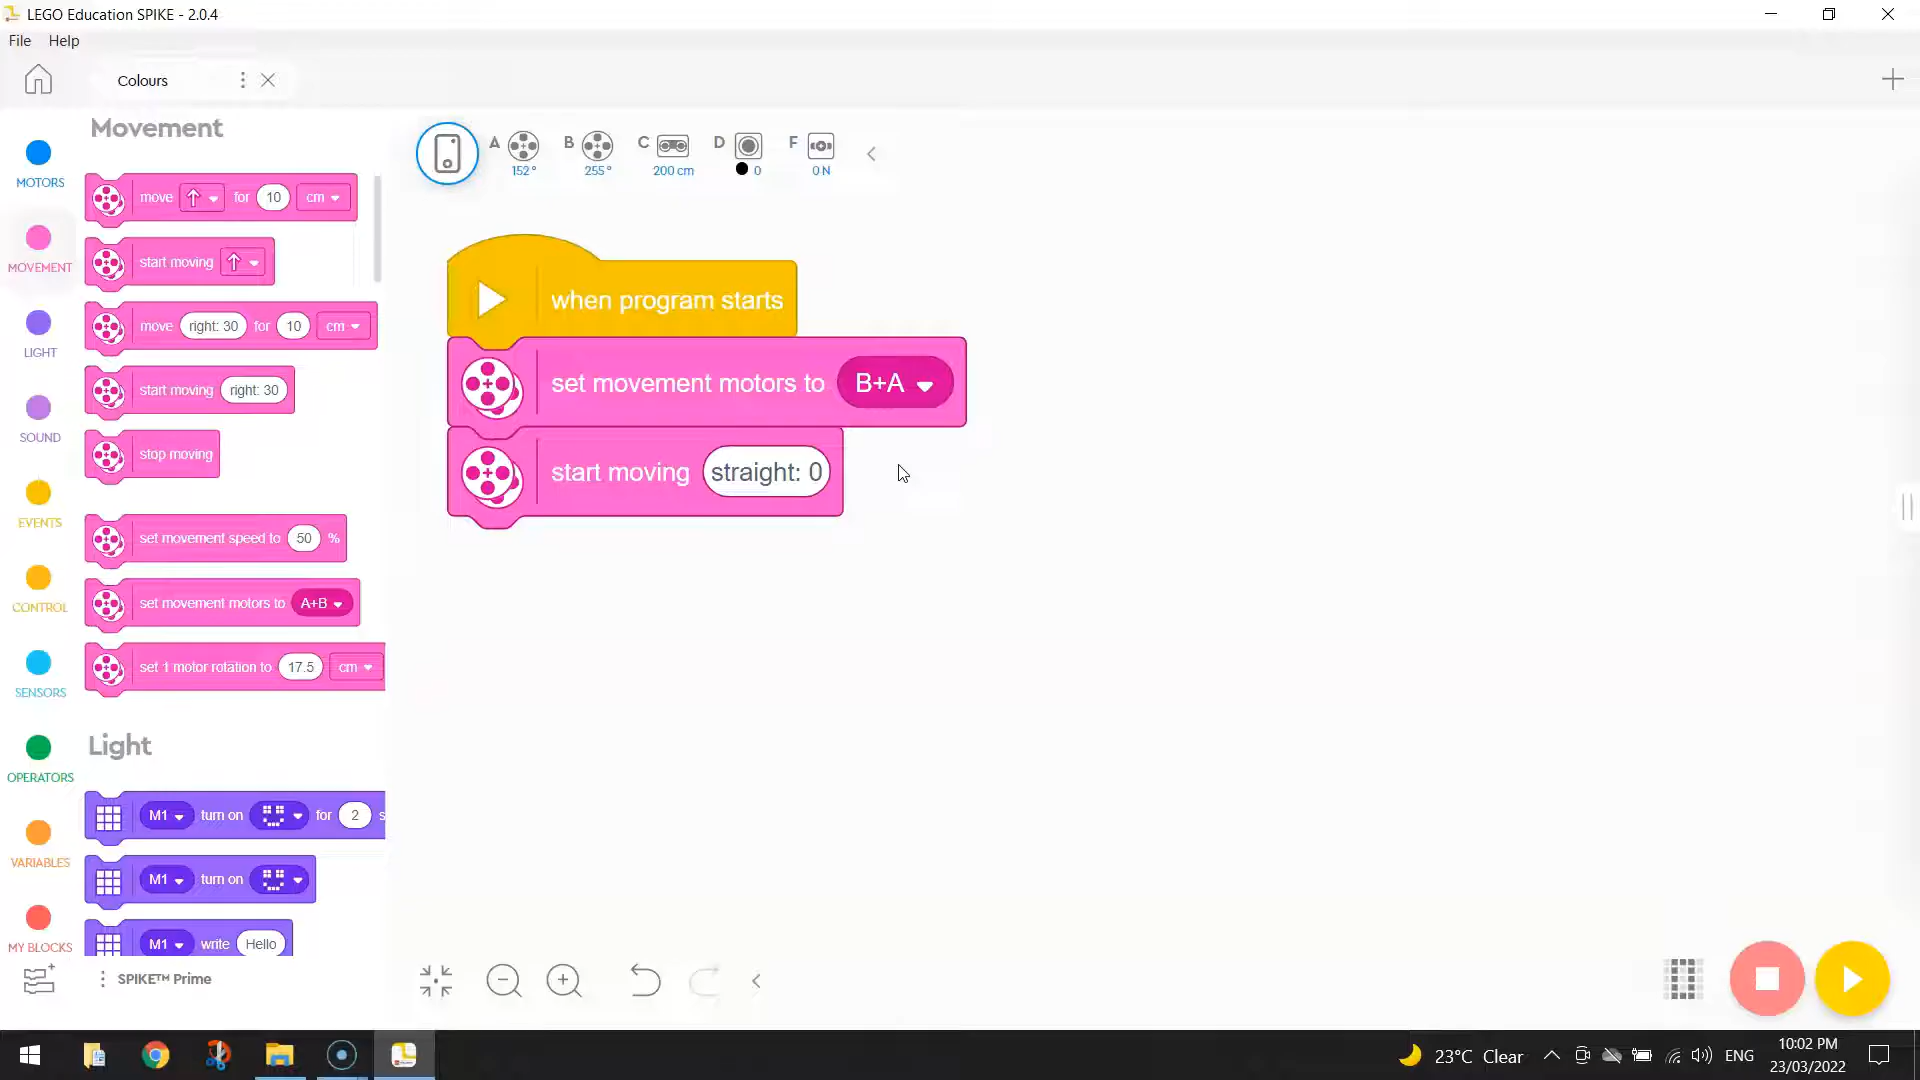 LEGO Education SPIKE - 2.0.4
File Help
Colours
MOTORS
MOVEMENT
LIGHT
SOUND
EVENTS
CONTROL
SENSORS
OPERATORS
VARIABLES
MY BLOCKS
Movement
move for 10 cm
start moving
move right: 30 for 10 cm
start moving right: 30
stop moving
set movement speed to 50 %
set movement motors to A+B
set 1 motor rotation to 17.5 cm
Light
M1 turn on for 2 s
M1 turn on
M1 write Hello
SPIKE™ Prime
A B C D F
152° 255° 200 cm 0 0 N
when program starts
set movement motors to B+A
start moving straight: 0
23°C Clear ENG 10:02 PM
23/03/2022